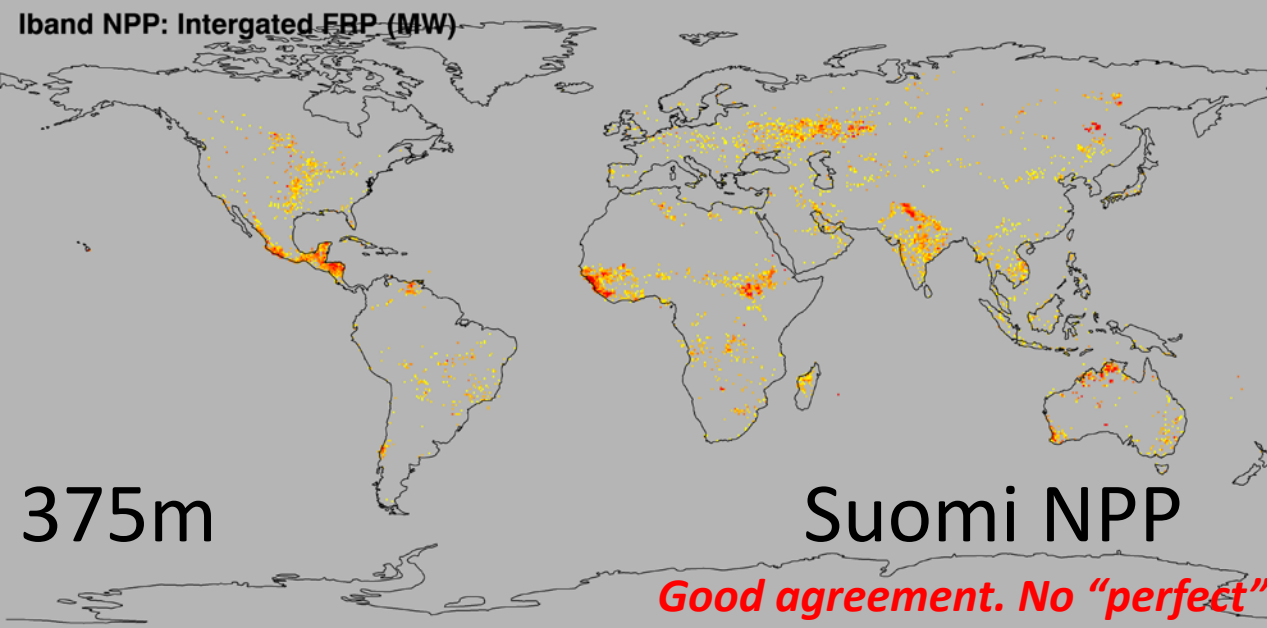 Iband NPP: Intergated FRP (MW)
375m
Suomi NPP
Good agreement. No “perfect”